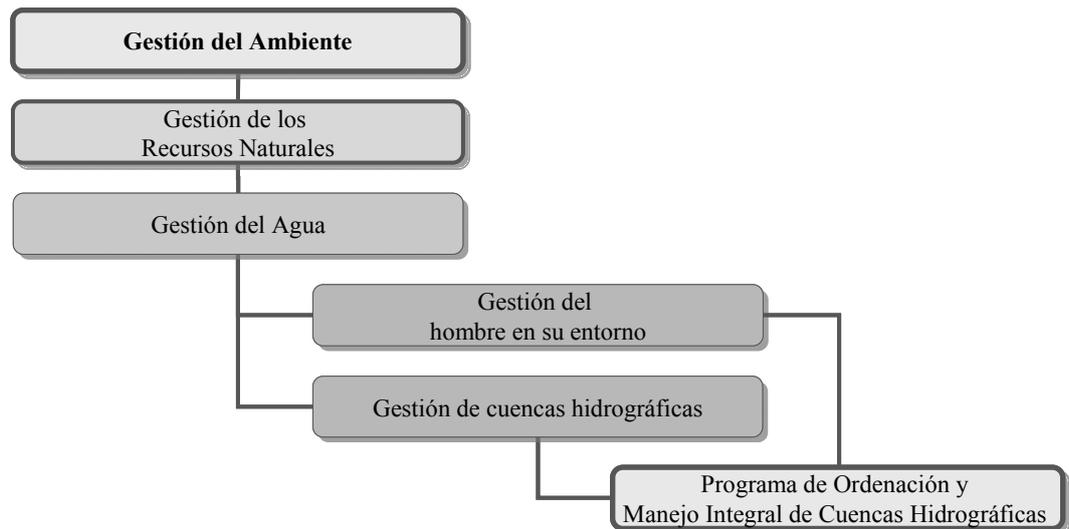 Gestión del Ambiente
Gestión de los
Recursos Naturales
Gestión del Agua
Gestión del
hombre en su entorno
Gestión de cuencas hidrográficas
Programa de Ordenación y
Manejo Integral de Cuencas Hidrográficas